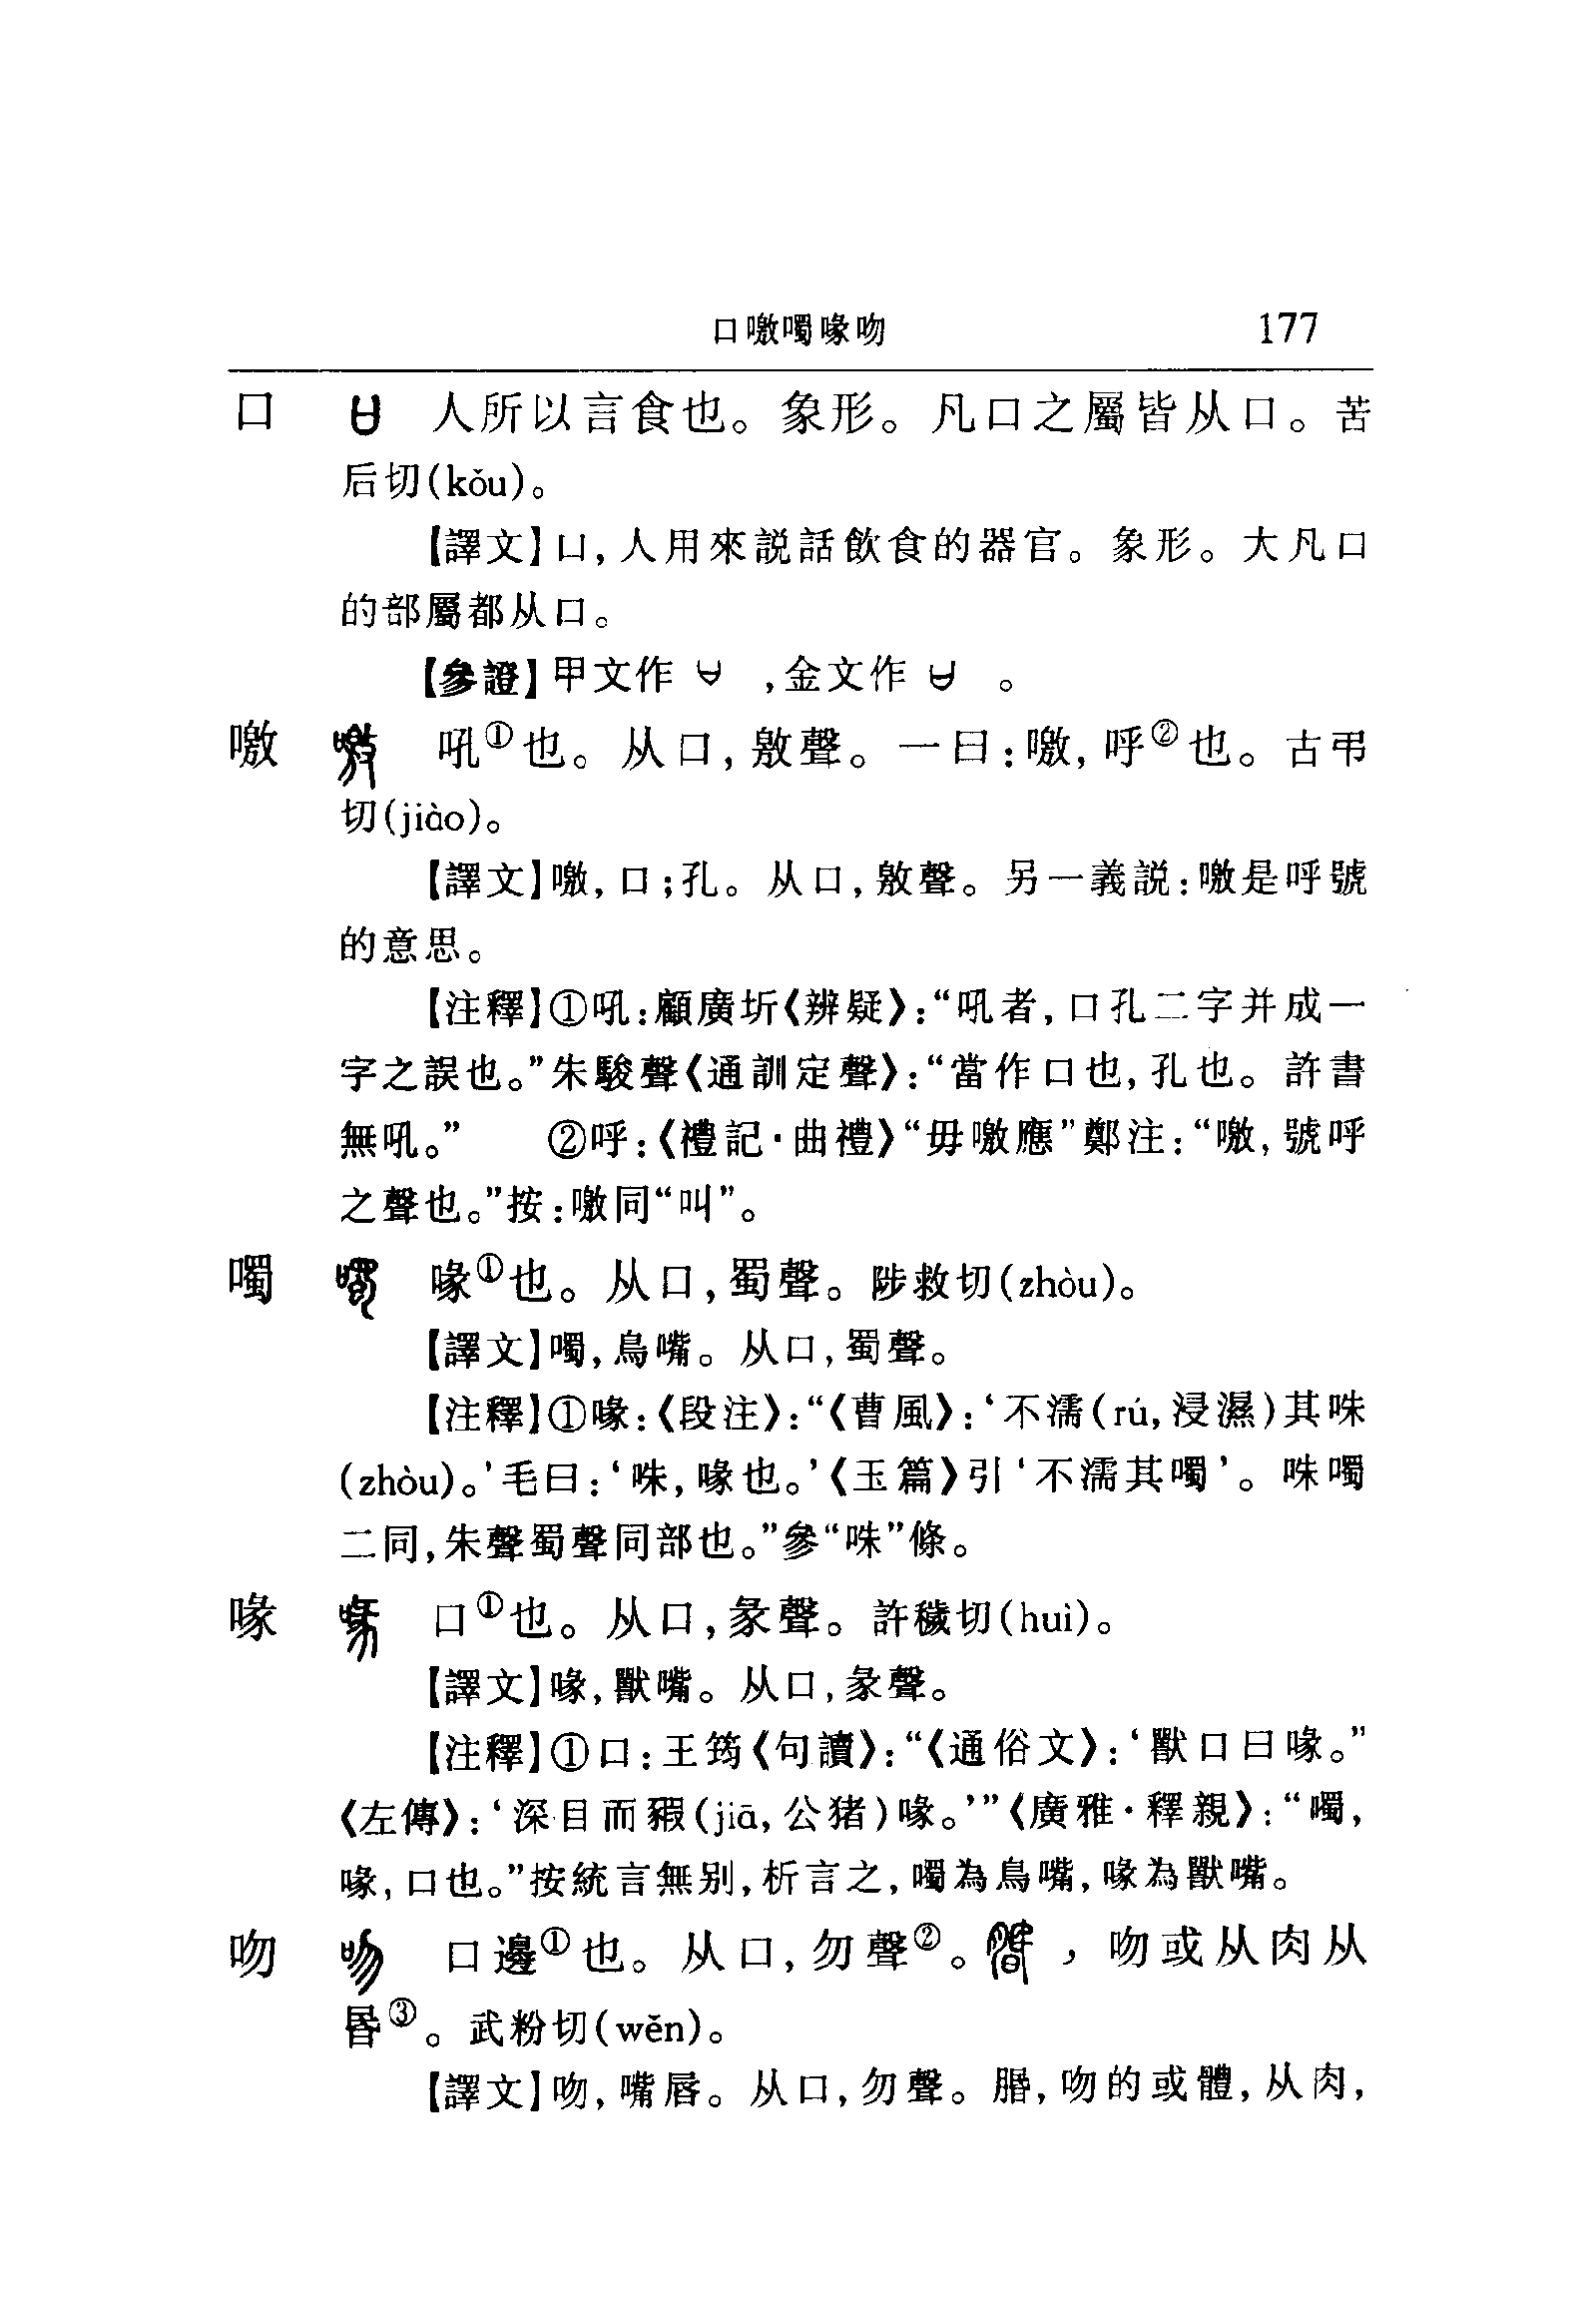 口噭噣喙吻 177
口 人所以言食也。象形。凡口之屬皆从口。苦
后切(kǒu)。
【譯文】口,人用來説話飲食的器官。象形。大凡口
的部屬都从口。
【參證】甲文作 ,金文作 。
噭 吼①也。从口,敫聲。一曰:噭,呼②也。古弔
切(jiào)。
【譯文】噭,口;孔。从口,敫聲。另一義説:噭是呼號
的意思。
【注釋】①吼:顧廣圻《辨疑》:“吼者,口孔二字并成一
字之誤也。”朱駿聲《通訓定聲》:“當作口也,孔也。許書
無吼。” ②呼:《禮記·曲禮》“毋噭應”鄭注:“噭,號呼
之聲也。”按:噭同“叫”。
噣 喙①也。从口,蜀聲。陟救切(zhòu)。
【譯文】噣,鳥嘴。从口,蜀聲。
【注釋】①喙:《段注》:“《曹風》:‘不濡(rú,浸濕)其咮
(zhòu)。’毛曰:‘咮,喙也。’《玉篇》引‘不濡其噣’。咮噣
二同,朱聲蜀聲同部也。”參“咮”條。
喙 口①也。从口,彖聲。許穢切(huì)。
【譯文】喙,獸嘴。从口,彖聲。
【注釋】①口:王筠《句讀》:“《通俗文》:‘獸口曰喙。”
《左傳》:‘深目而豭(jiā,公猪)喙。’”《廣雅·釋親》:“噣,
喙,口也。”按統言無别,析言之,噣為鳥嘴,喙為獸嘴。
吻 口邊①也。从口,勿聲②。 ,吻或从肉从
昬③。武粉切(wěn)。
【譯文】吻,嘴唇。从口,勿聲。䐇,吻的或體,从肉,